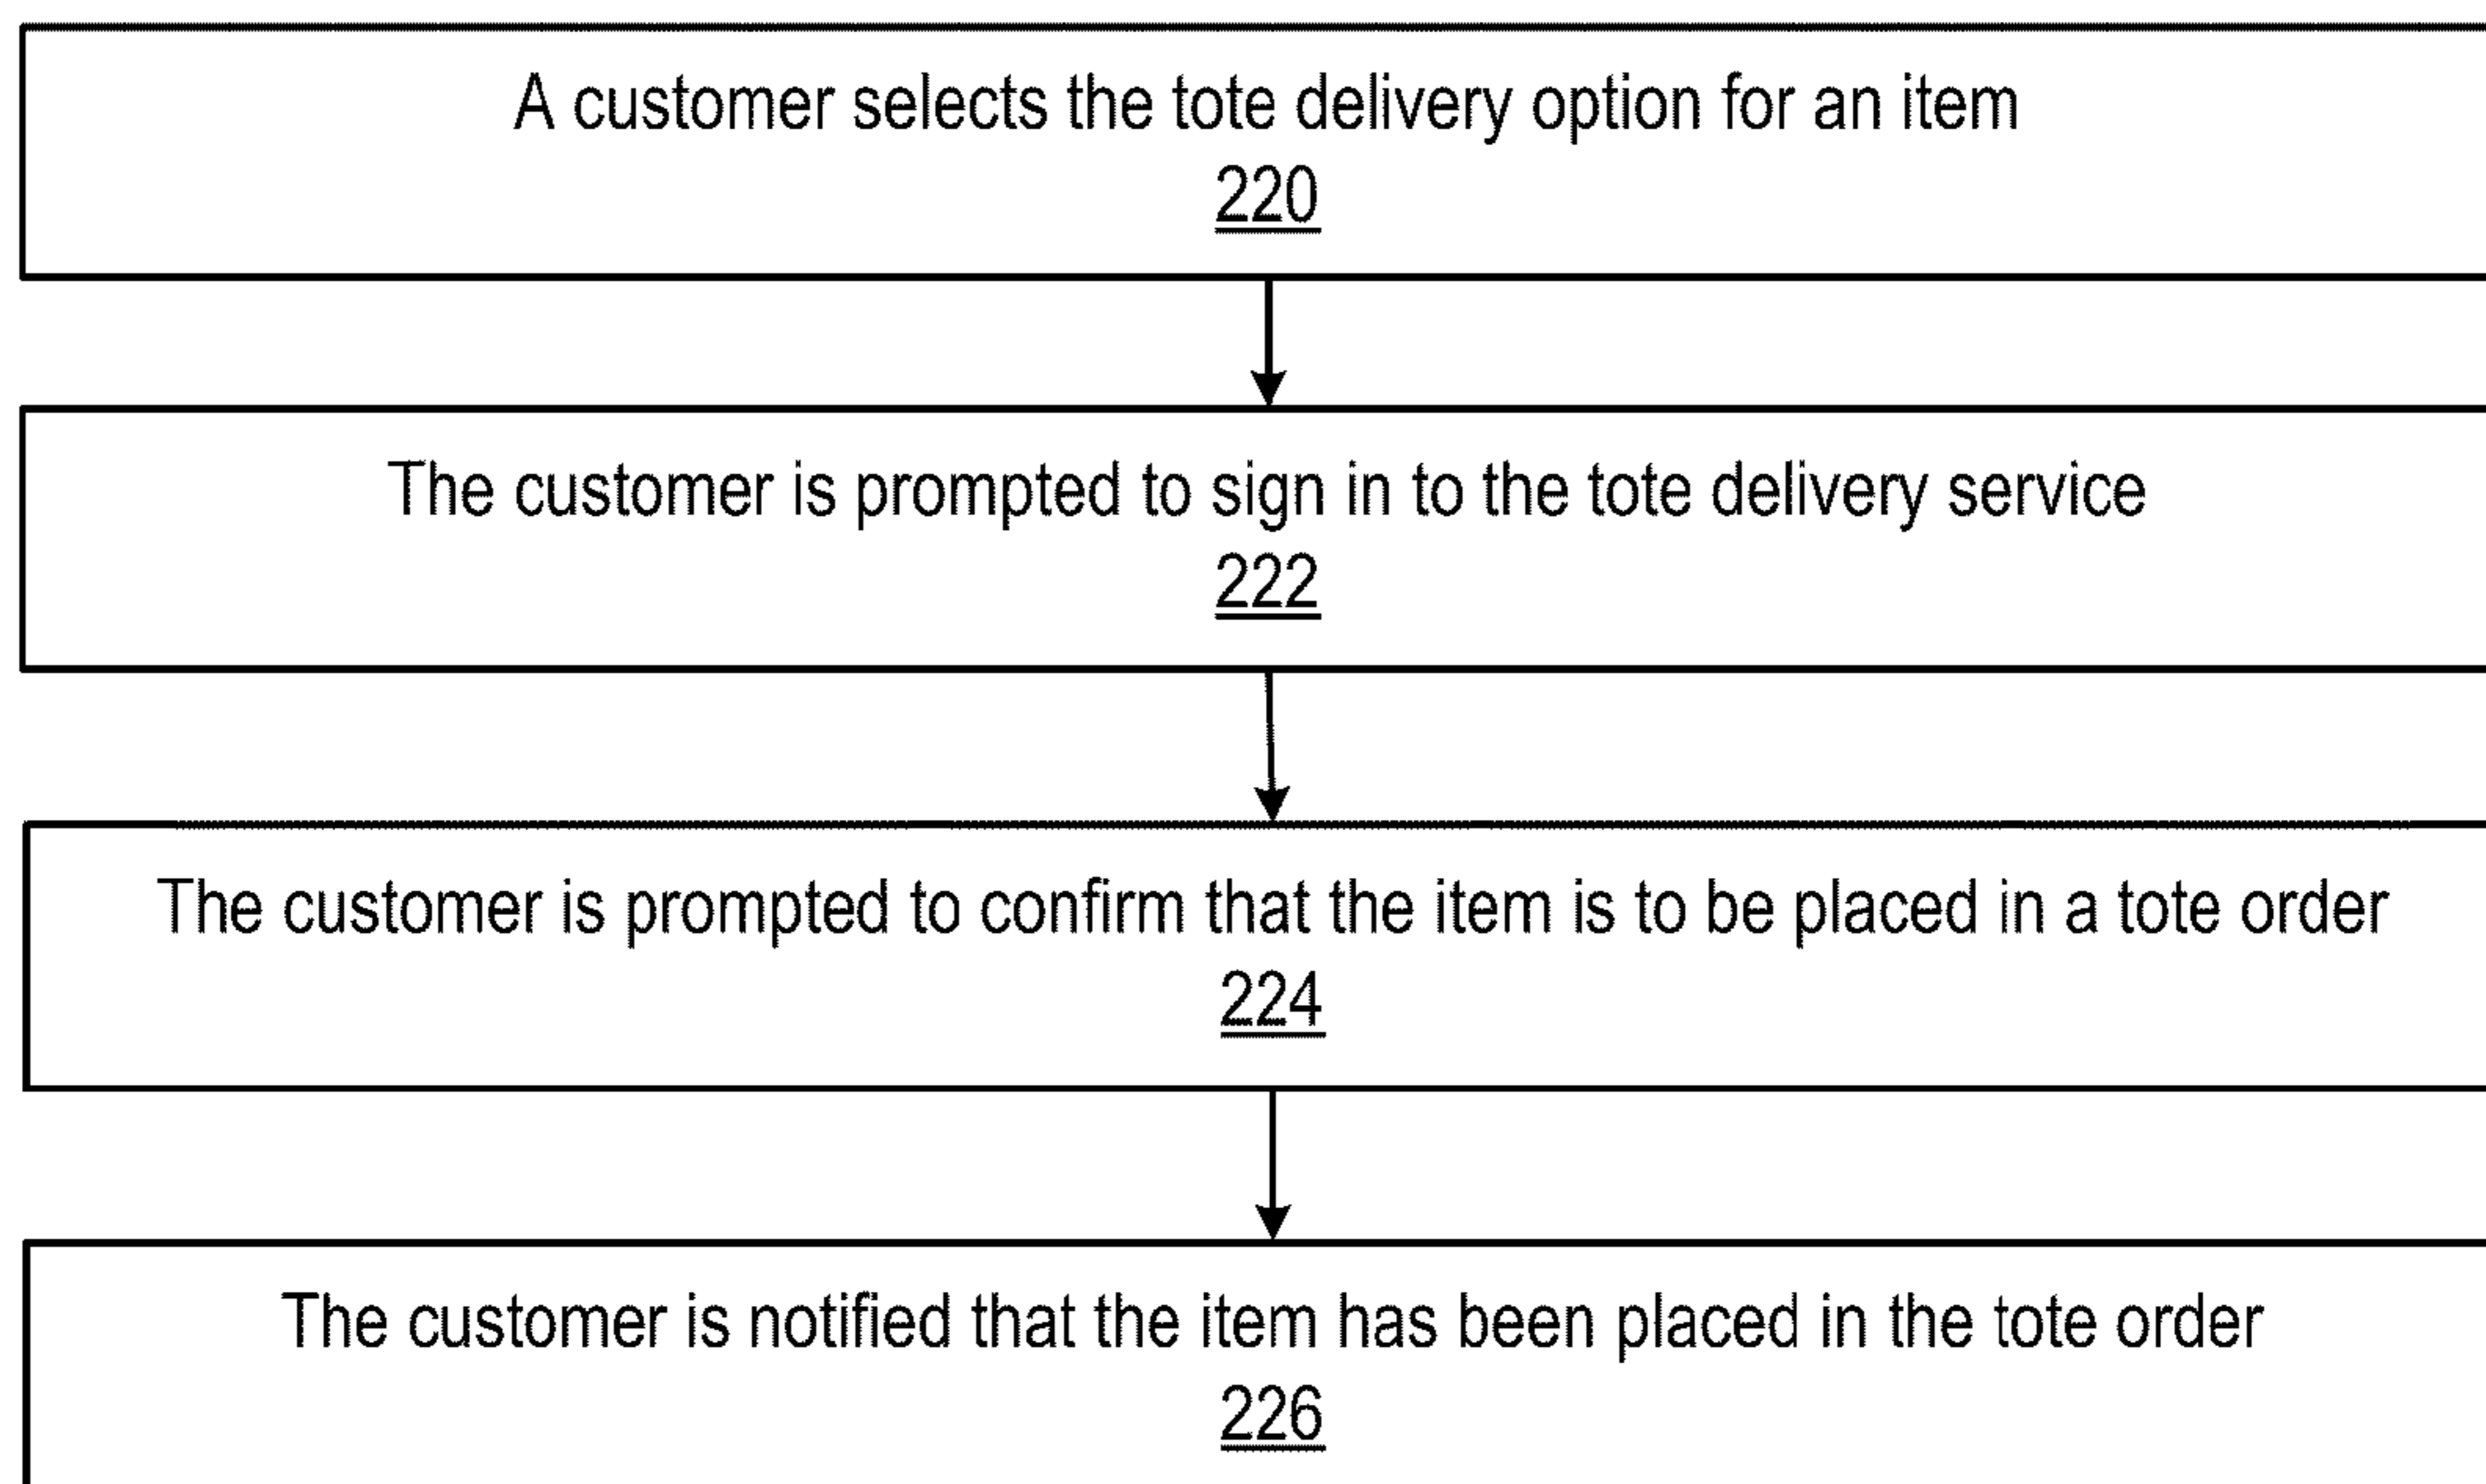 A customer selects the tote delivery option for an item
220
The customer is prompted to sign in to the tote delivery service
222
The customer is prompted to confirm that the item is to be placed in a tote order
224
The customer is notified that the item has been placed in the tote order
226